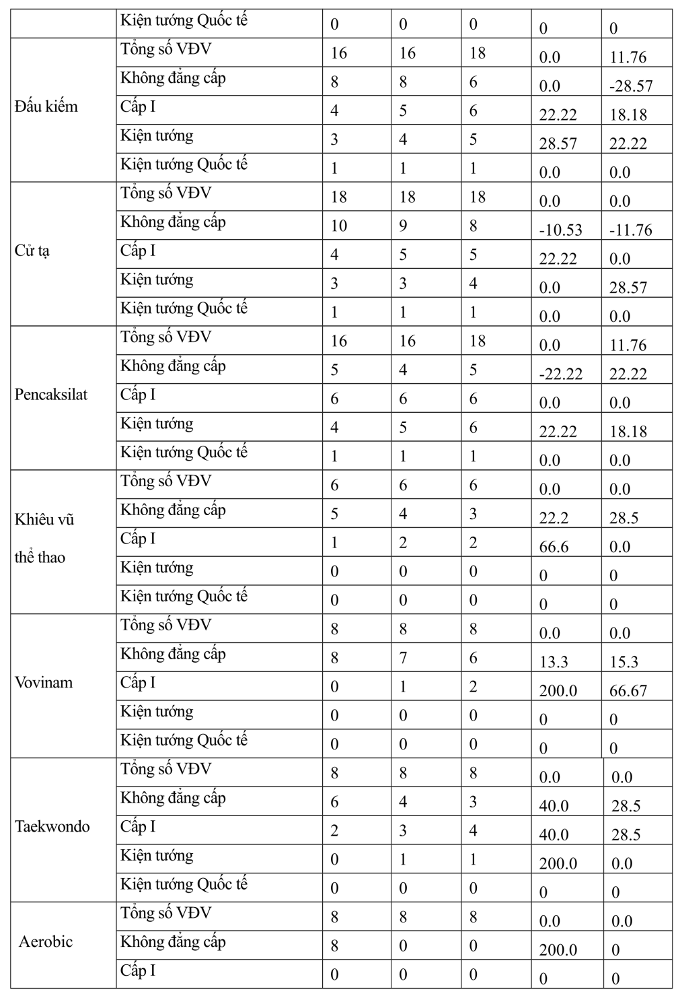 Kiện tướng Quốc tế 0 0 0 0 0
Đấu kiếm
Tổng số VĐV 16 16 18 0.0 11.76
Không đẳng cấp 8 8 6 0.0 -28.57
Cấp I 4 5 6 22.22 18.18
Kiện tướng 3 4 5 28.57 22.22
Kiện tướng Quốc tế 1 1 1 0.0 0.0
Cử tạ
Tổng số VĐV 18 18 18 0.0 0.0
Không đẳng cấp 10 9 8 -10.53 -11.76
Cấp I 4 5 5 22.22 0.0
Kiện tướng 3 3 4 0.0 28.57
Kiện tướng Quốc tế 1 1 1 0.0 0.0
Pencaksilat
Tổng số VĐV 16 16 18 0.0 11.76
Không đẳng cấp 5 4 5 -22.22 22.22
Cấp I 6 6 6 0.0 0.0
Kiện tướng 4 5 6 22.22 18.18
Kiện tướng Quốc tế 1 1 1 0.0 0.0
Khiêu vũ
thể thao
Tổng số VĐV 6 6 6 0.0 0.0
Không đẳng cấp 5 4 3 22.2 28.5
Cấp I 1 2 2 66.6 0.0
Kiện tướng 0 0 0 0 0
Kiện tướng Quốc tế 0 0 0 0 0
Vovinam
Tổng số VĐV 8 8 8 0.0 0.0
Không đẳng cấp 8 7 6 13.3 15.3
Cấp I 0 1 2 200.0 66.67
Kiện tướng 0 0 0 0 0
Kiện tướng Quốc tế 0 0 0 0 0
Taekwondo
Tổng số VĐV 8 8 8 0.0 0.0
Không đẳng cấp 6 4 3 40.0 28.5
Cấp I 2 3 4 40.0 28.5
Kiện tướng 0 1 1 200.0 0.0
Kiện tướng Quốc tế 0 0 0 0 0
Aerobic
Tổng số VĐV 8 8 8 0.0 0.0
Không đẳng cấp 8 0 0 200.0 0
Cấp I 0 0 0 0 0